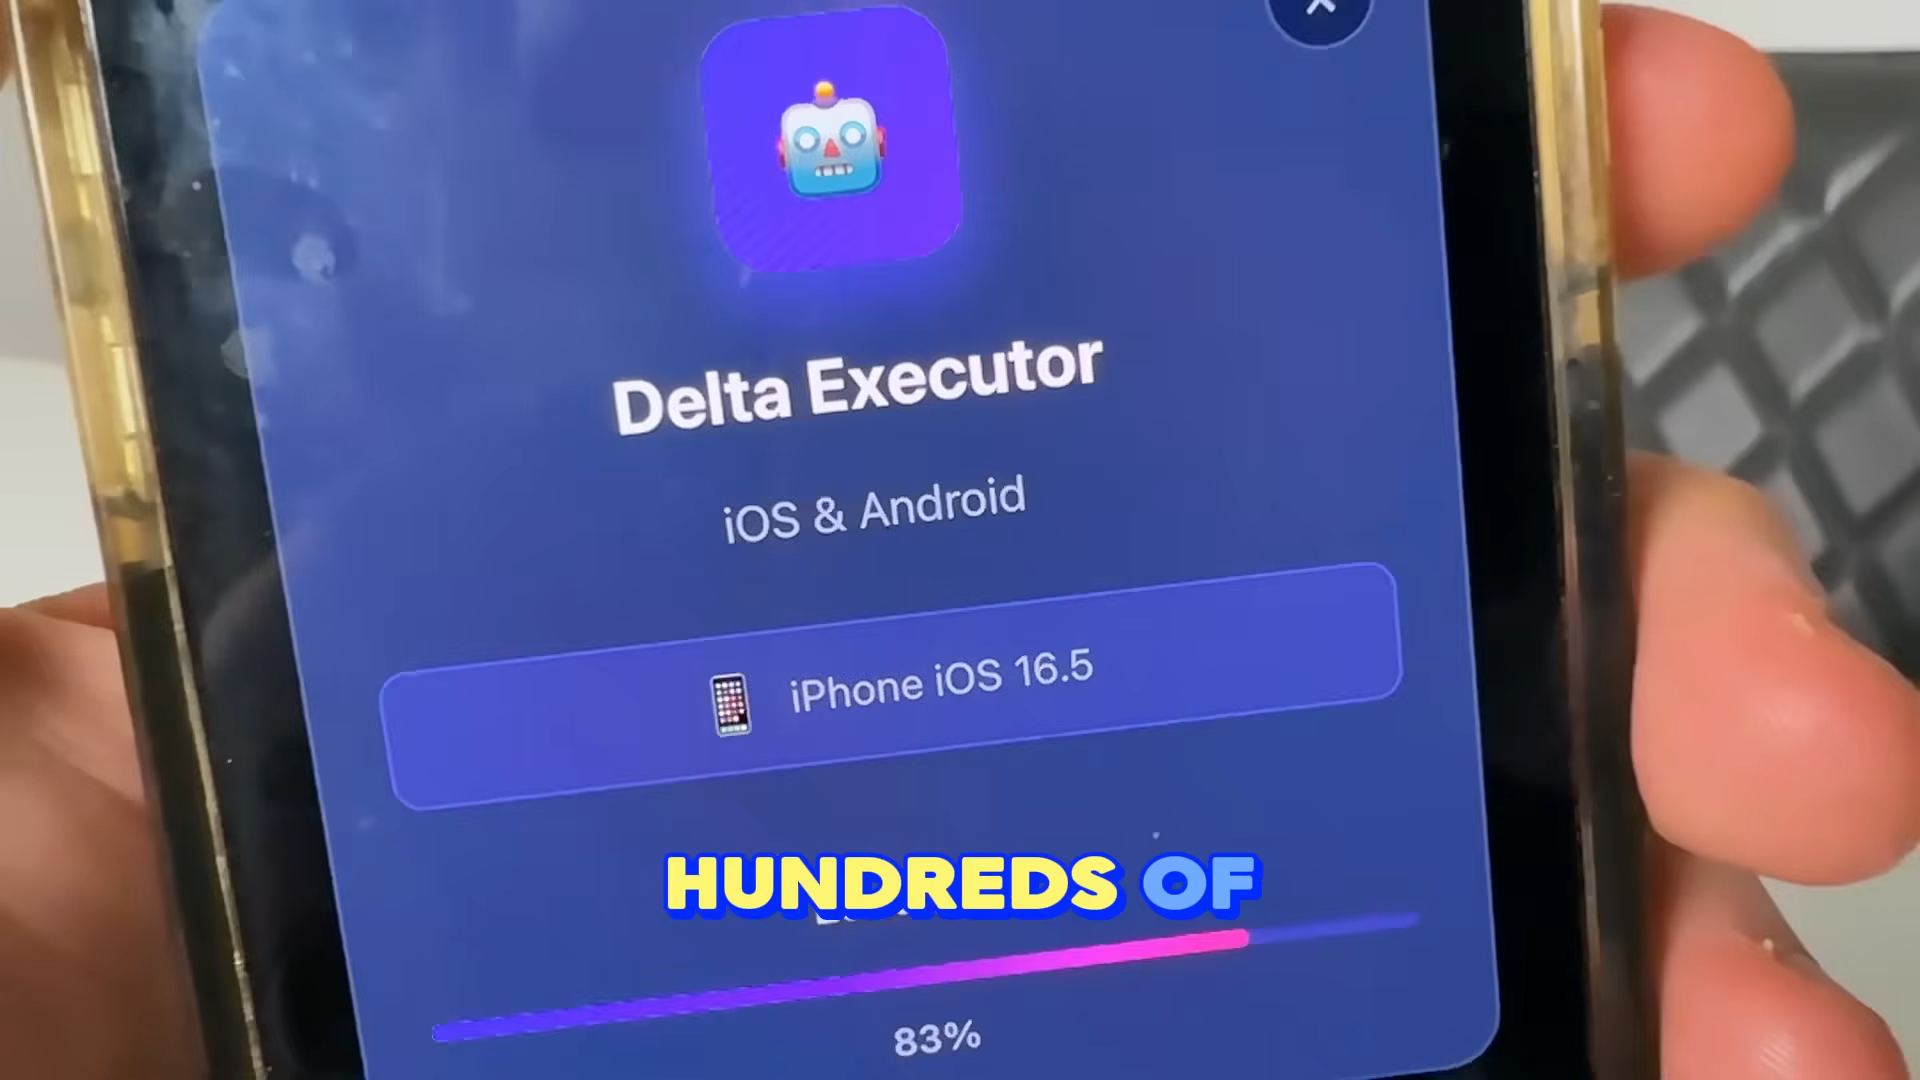 Delta Executor
iOS & Android
iPhone iOS 16.5
HUNDREDS OF
83%